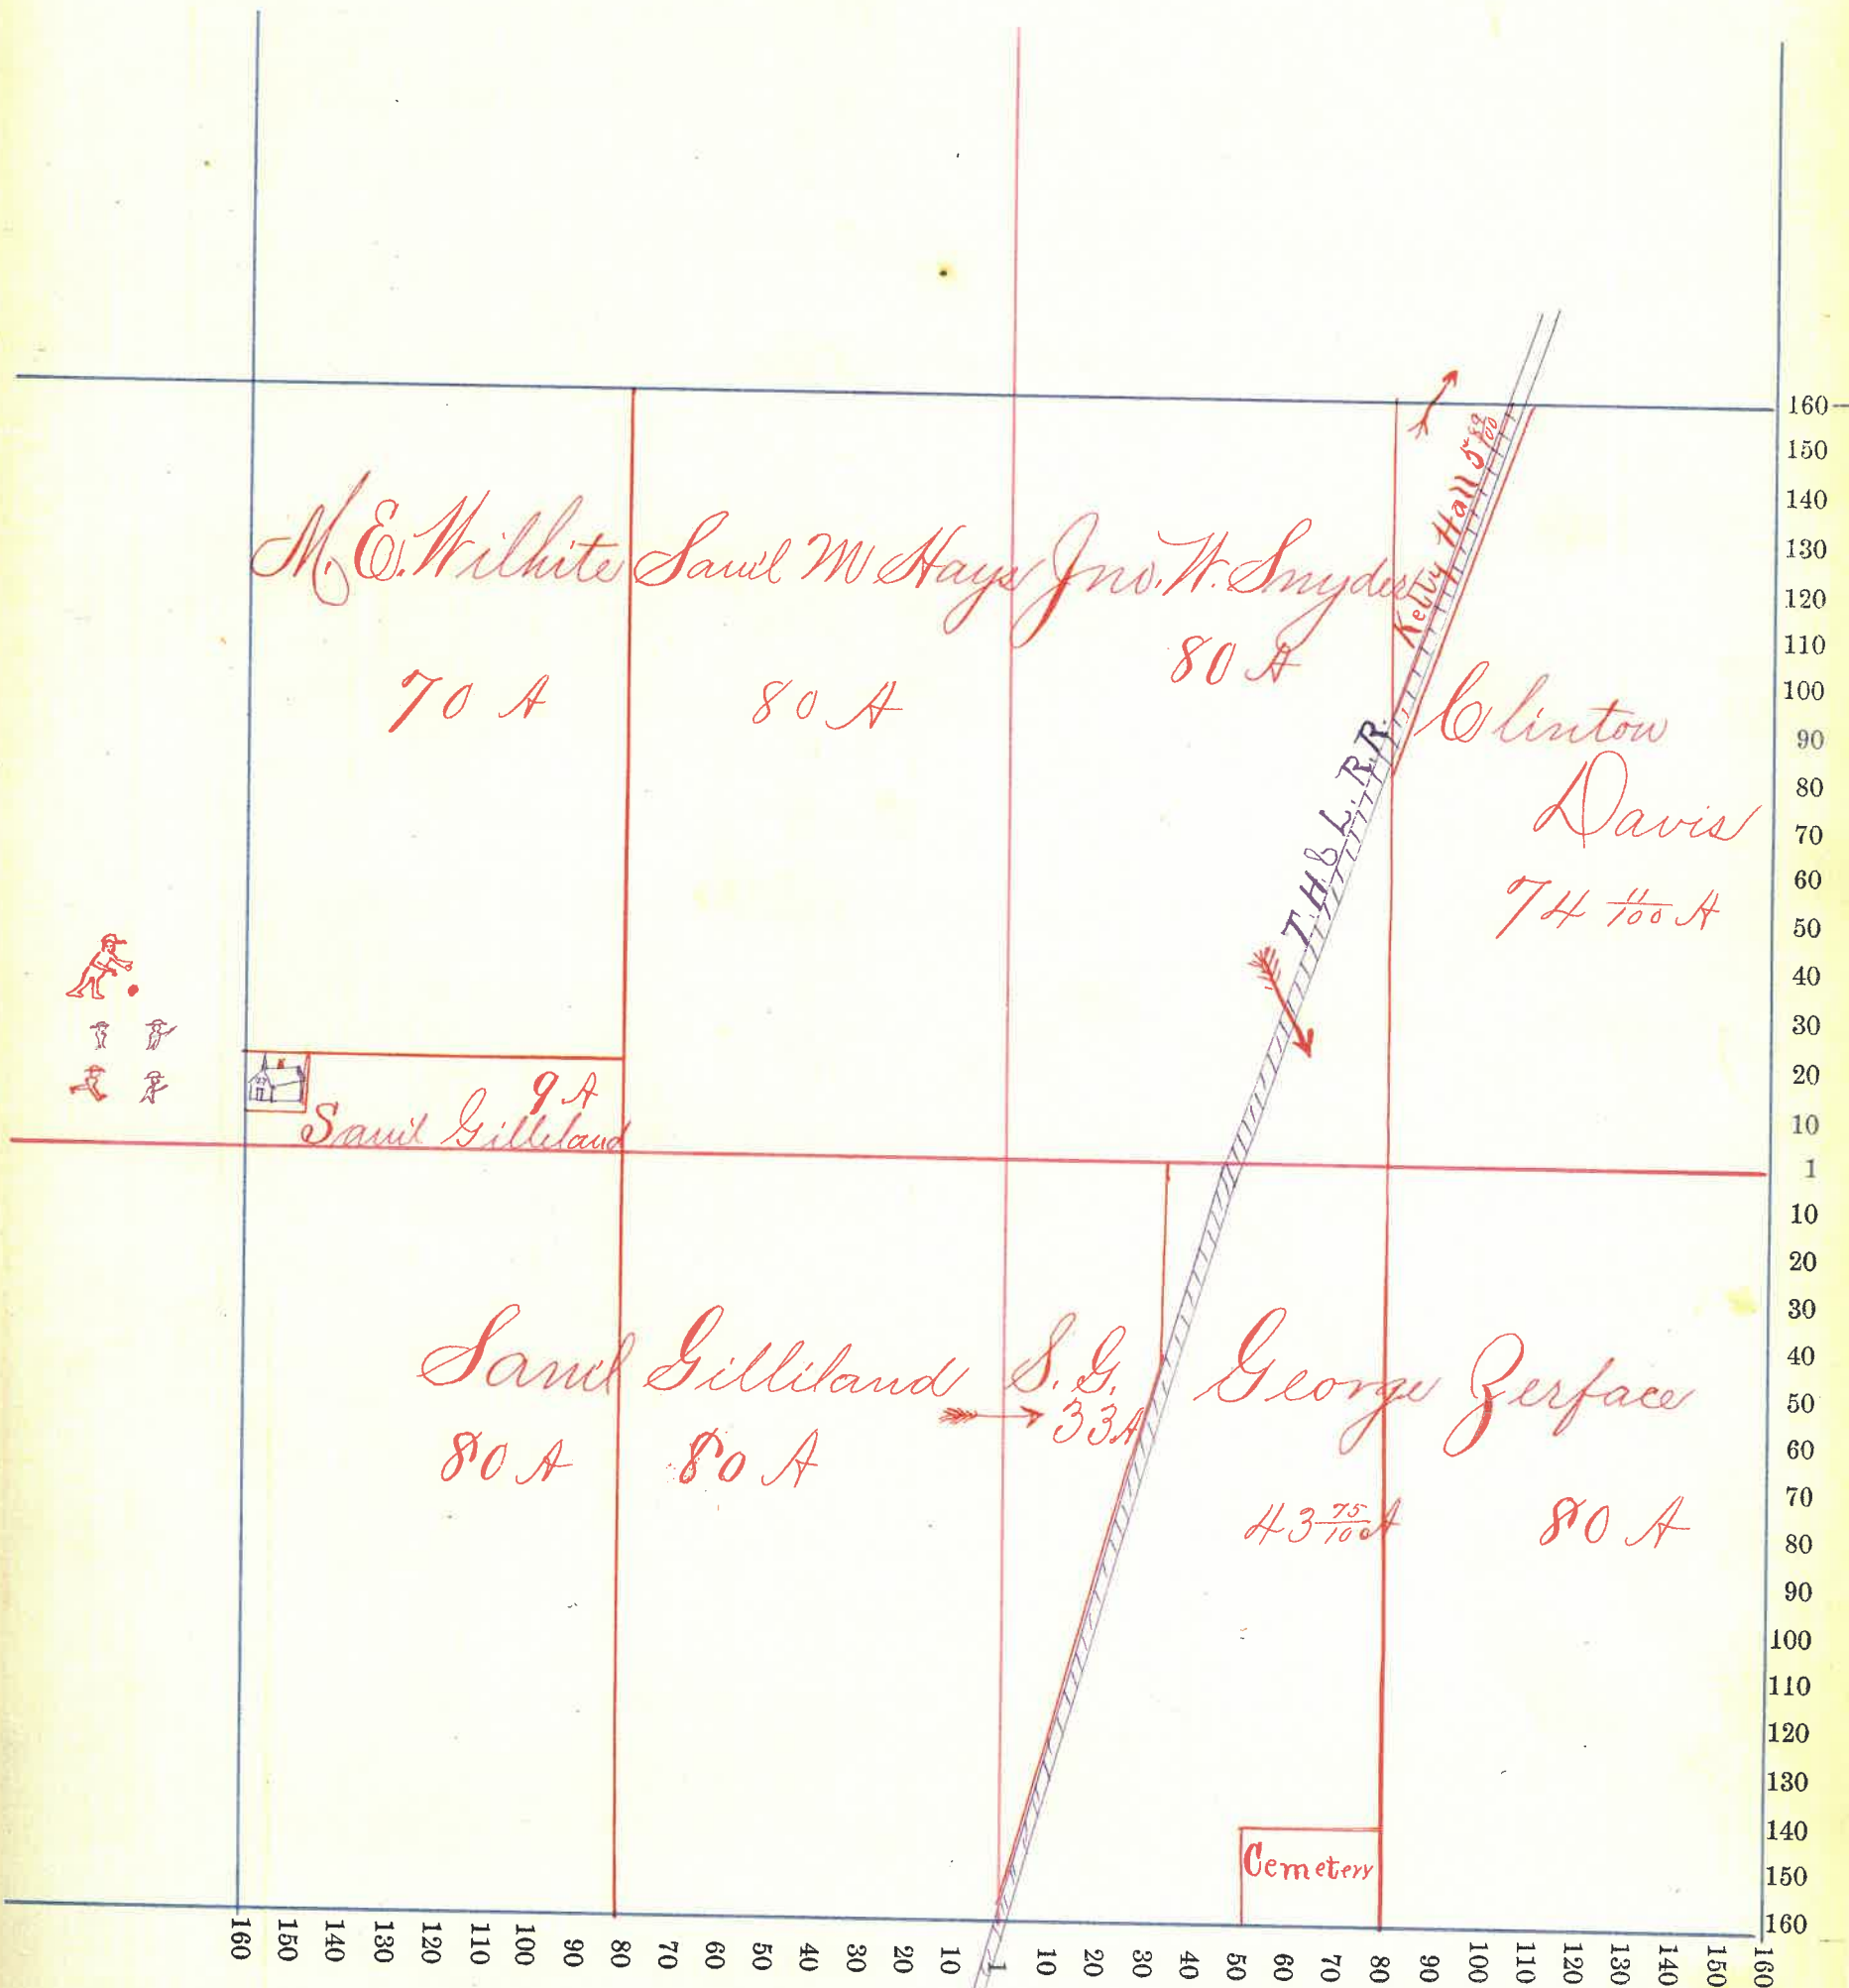 M. E. Wilhite
70 A
Saml M Hays
80 A
Jno. W. Snyder
80 A
Kelly Hall 5 89/100
T.H. & L. R.R.
Clinton
Davis
74 11/100 A
9 A
Saml Gilleland
Saml Gilliland
80 A
80 A
S. G.
33 A
George Zerface
43 75/100 A
80 A
Cemetery
160
150
140
130
120
110
100
90
80
70
60
50
40
30
20
10
1
10
20
30
40
50
60
70
80
90
100
110
120
130
140
150
160
160 150 140 130 120 110 100 90 80 70 60 50 40 30 20 10 1 10 20 30 40 50 60 70 80 90 100 110 120 130 140 150 160